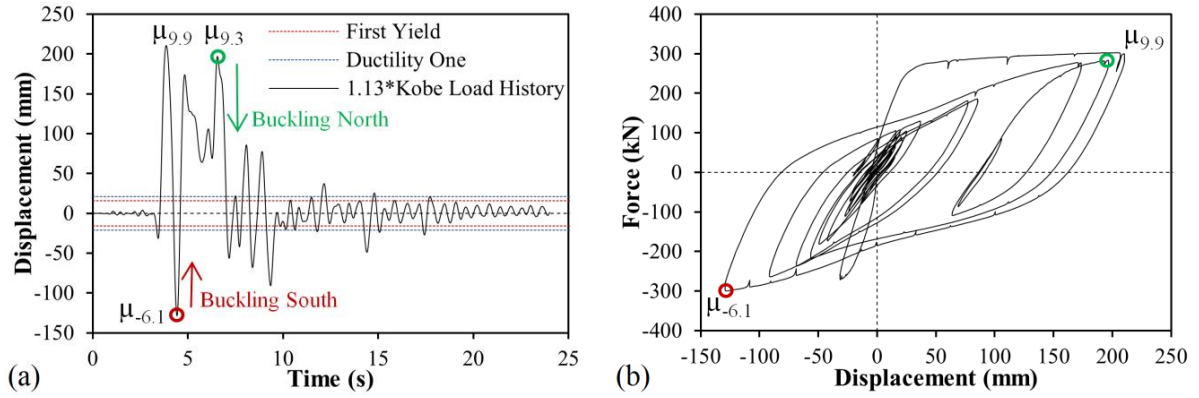 μ9.9 μ9.3
First Yield
Ductility One
1.13*Kobe Load History
Buckling North
Buckling South
μ-6.1
Displacement (mm)
250
200
150
100
50
0
-50
-100
-150
0 5 10 15 20 25
Time (s)
(a)
μ9.9
μ-6.1
Force (kN)
400
300
200
100
0
-100
-200
-300
-400
-150 -100 -50 0 50 100 150 200 250
Displacement (mm)
(b)